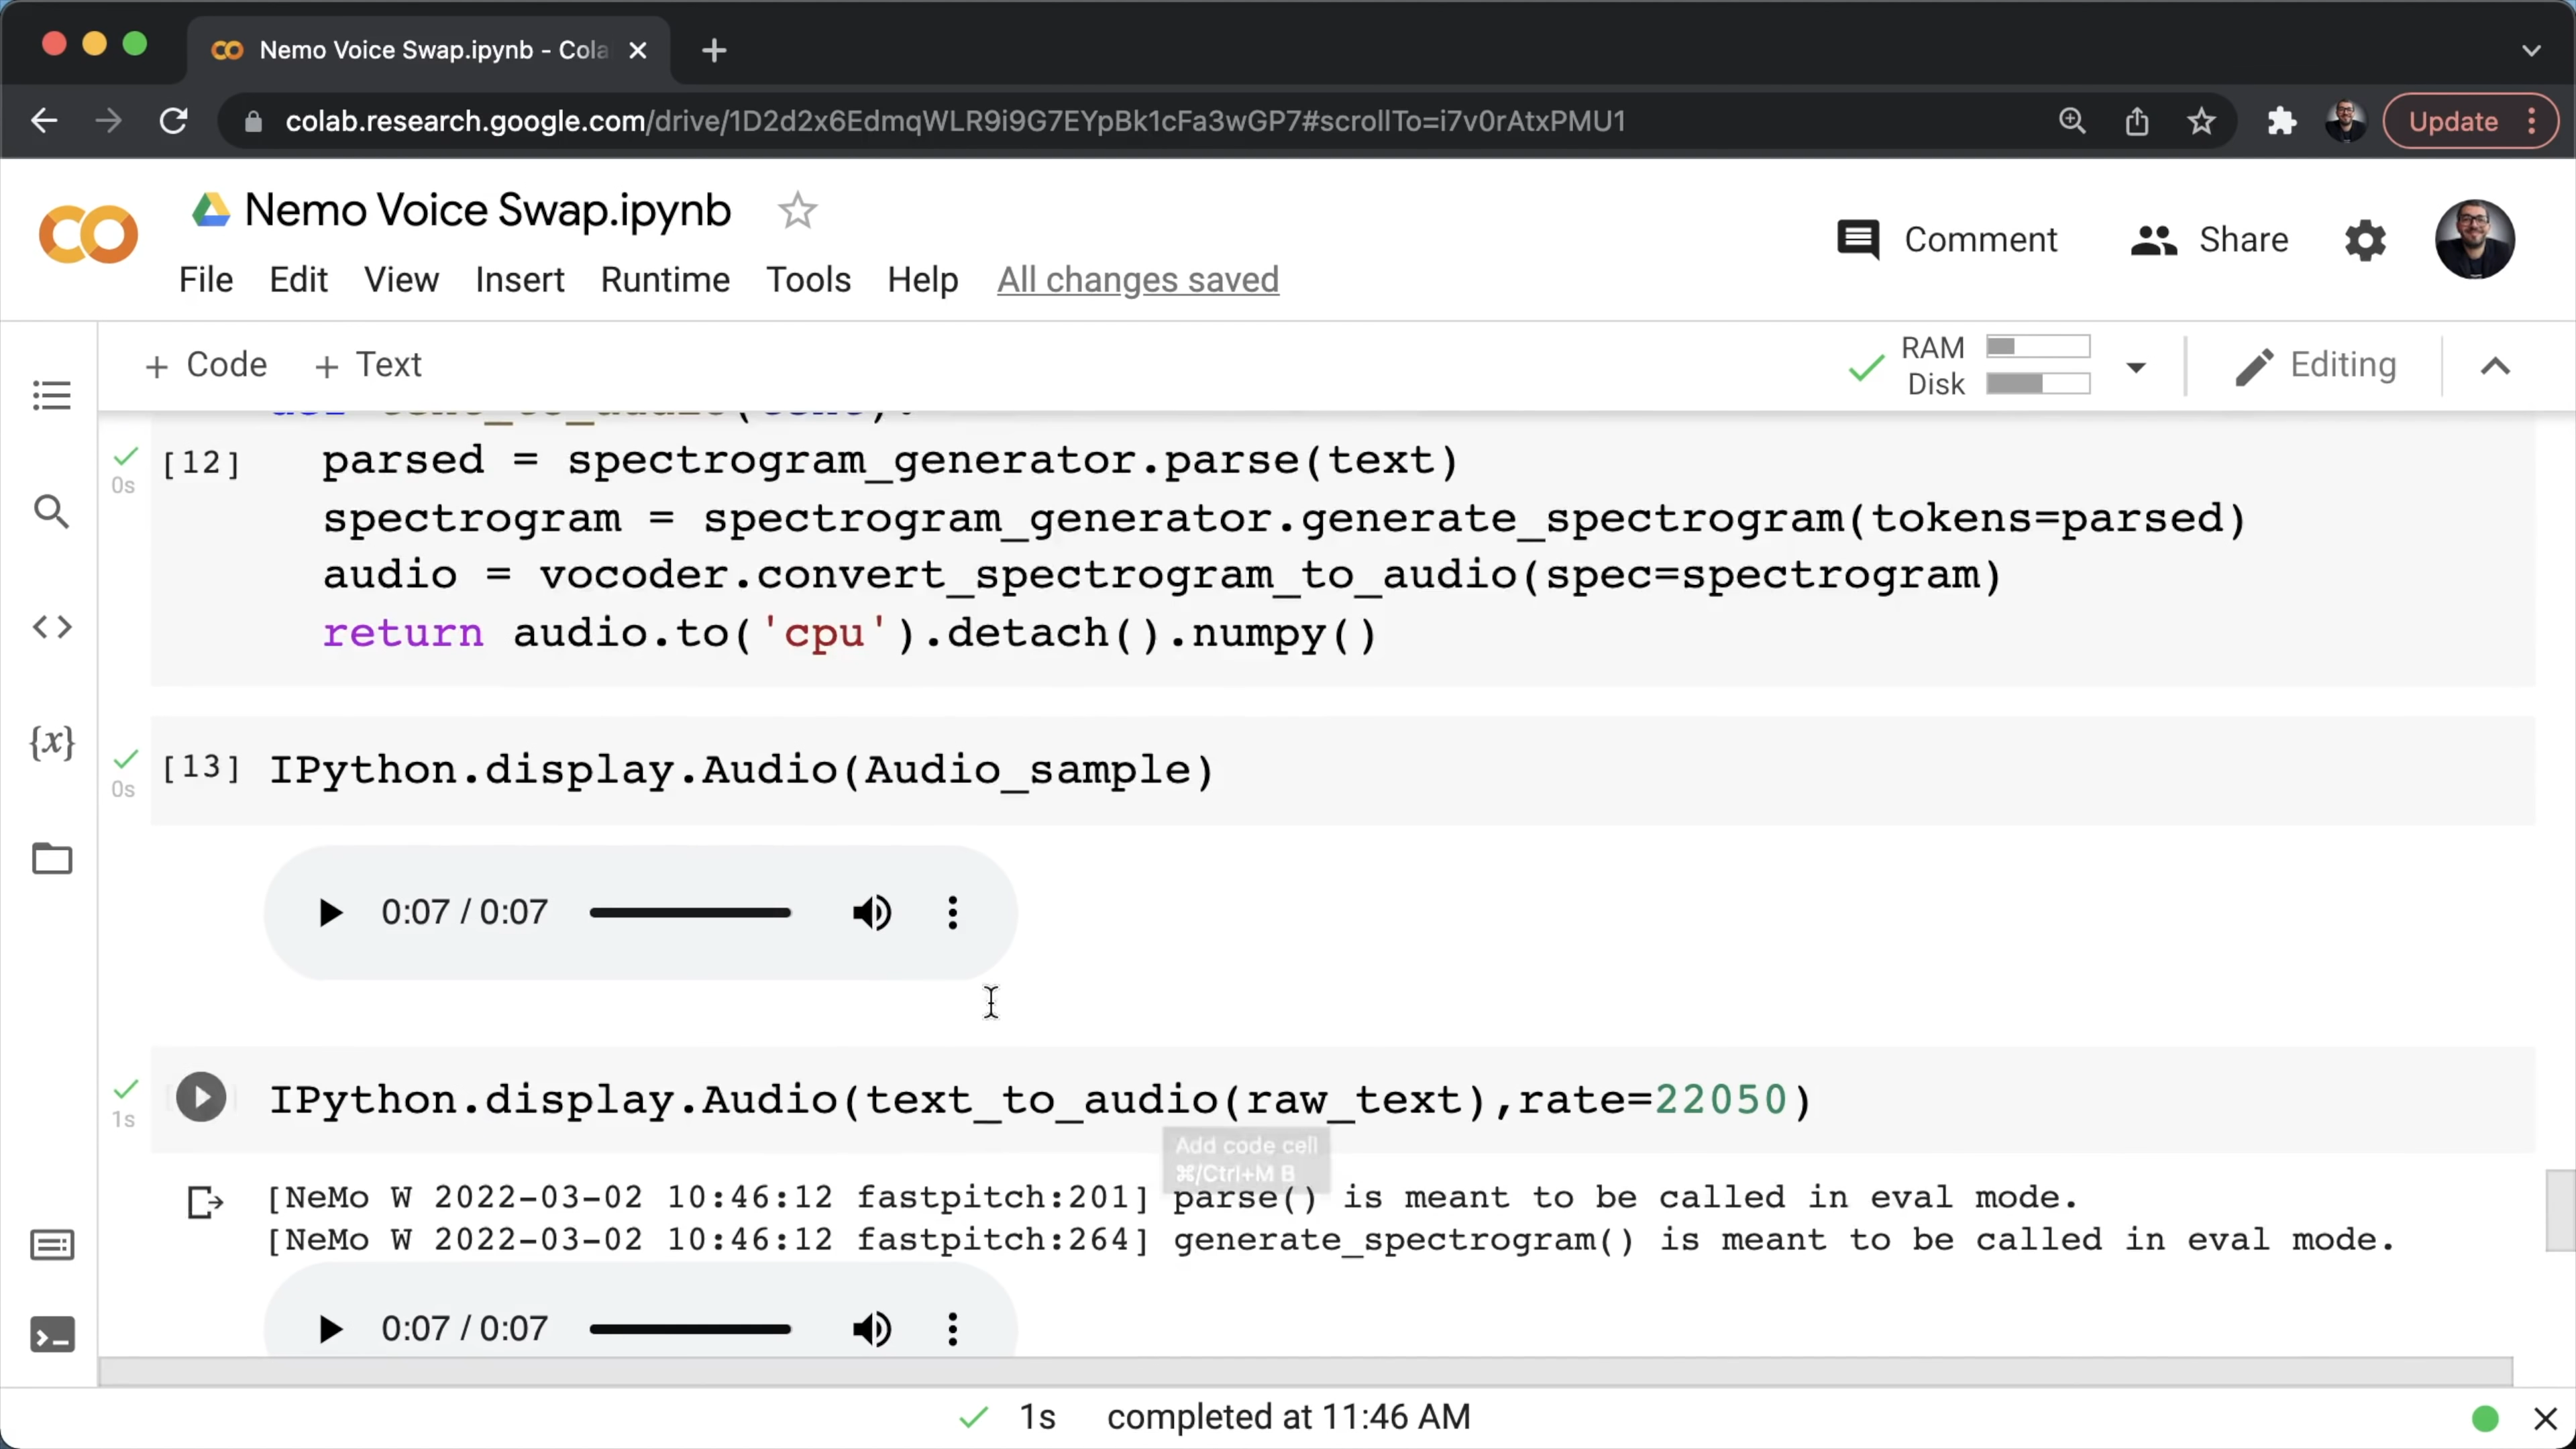 Nemo Voice Swap.ipynb - Cola
colab.research.google.com/drive/1D2d2x6EdmqWLR9i9G7EYpBk1cFa3wGP7#scrollTo=i7v0rAtxPMU1
Update
Nemo Voice Swap.ipynb
Comment
Share
File Edit View Insert Runtime Tools Help All changes saved
+ Code + Text
RAM
Disk
Editing
def text_to_audio(text):
[12] parsed = spectrogram_generator.parse(text)
0s
spectrogram = spectrogram_generator.generate_spectrogram(tokens=parsed)
audio = vocoder.convert_spectrogram_to_audio(spec=spectrogram)
return audio.to('cpu').detach().numpy()
{x}
[13] IPython.display.Audio(Audio_sample)
0s
0:07 / 0:07
IPython.display.Audio(text_to_audio(raw_text),rate=22050)
1s
Add code cell
⌘/Ctrl+M B
[NeMo W 2022-03-02 10:46:12 fastpitch:201] parse() is meant to be called in eval mode.
[NeMo W 2022-03-02 10:46:12 fastpitch:264] generate_spectrogram() is meant to be called in eval mode.
0:07 / 0:07
1s completed at 11:46 AM